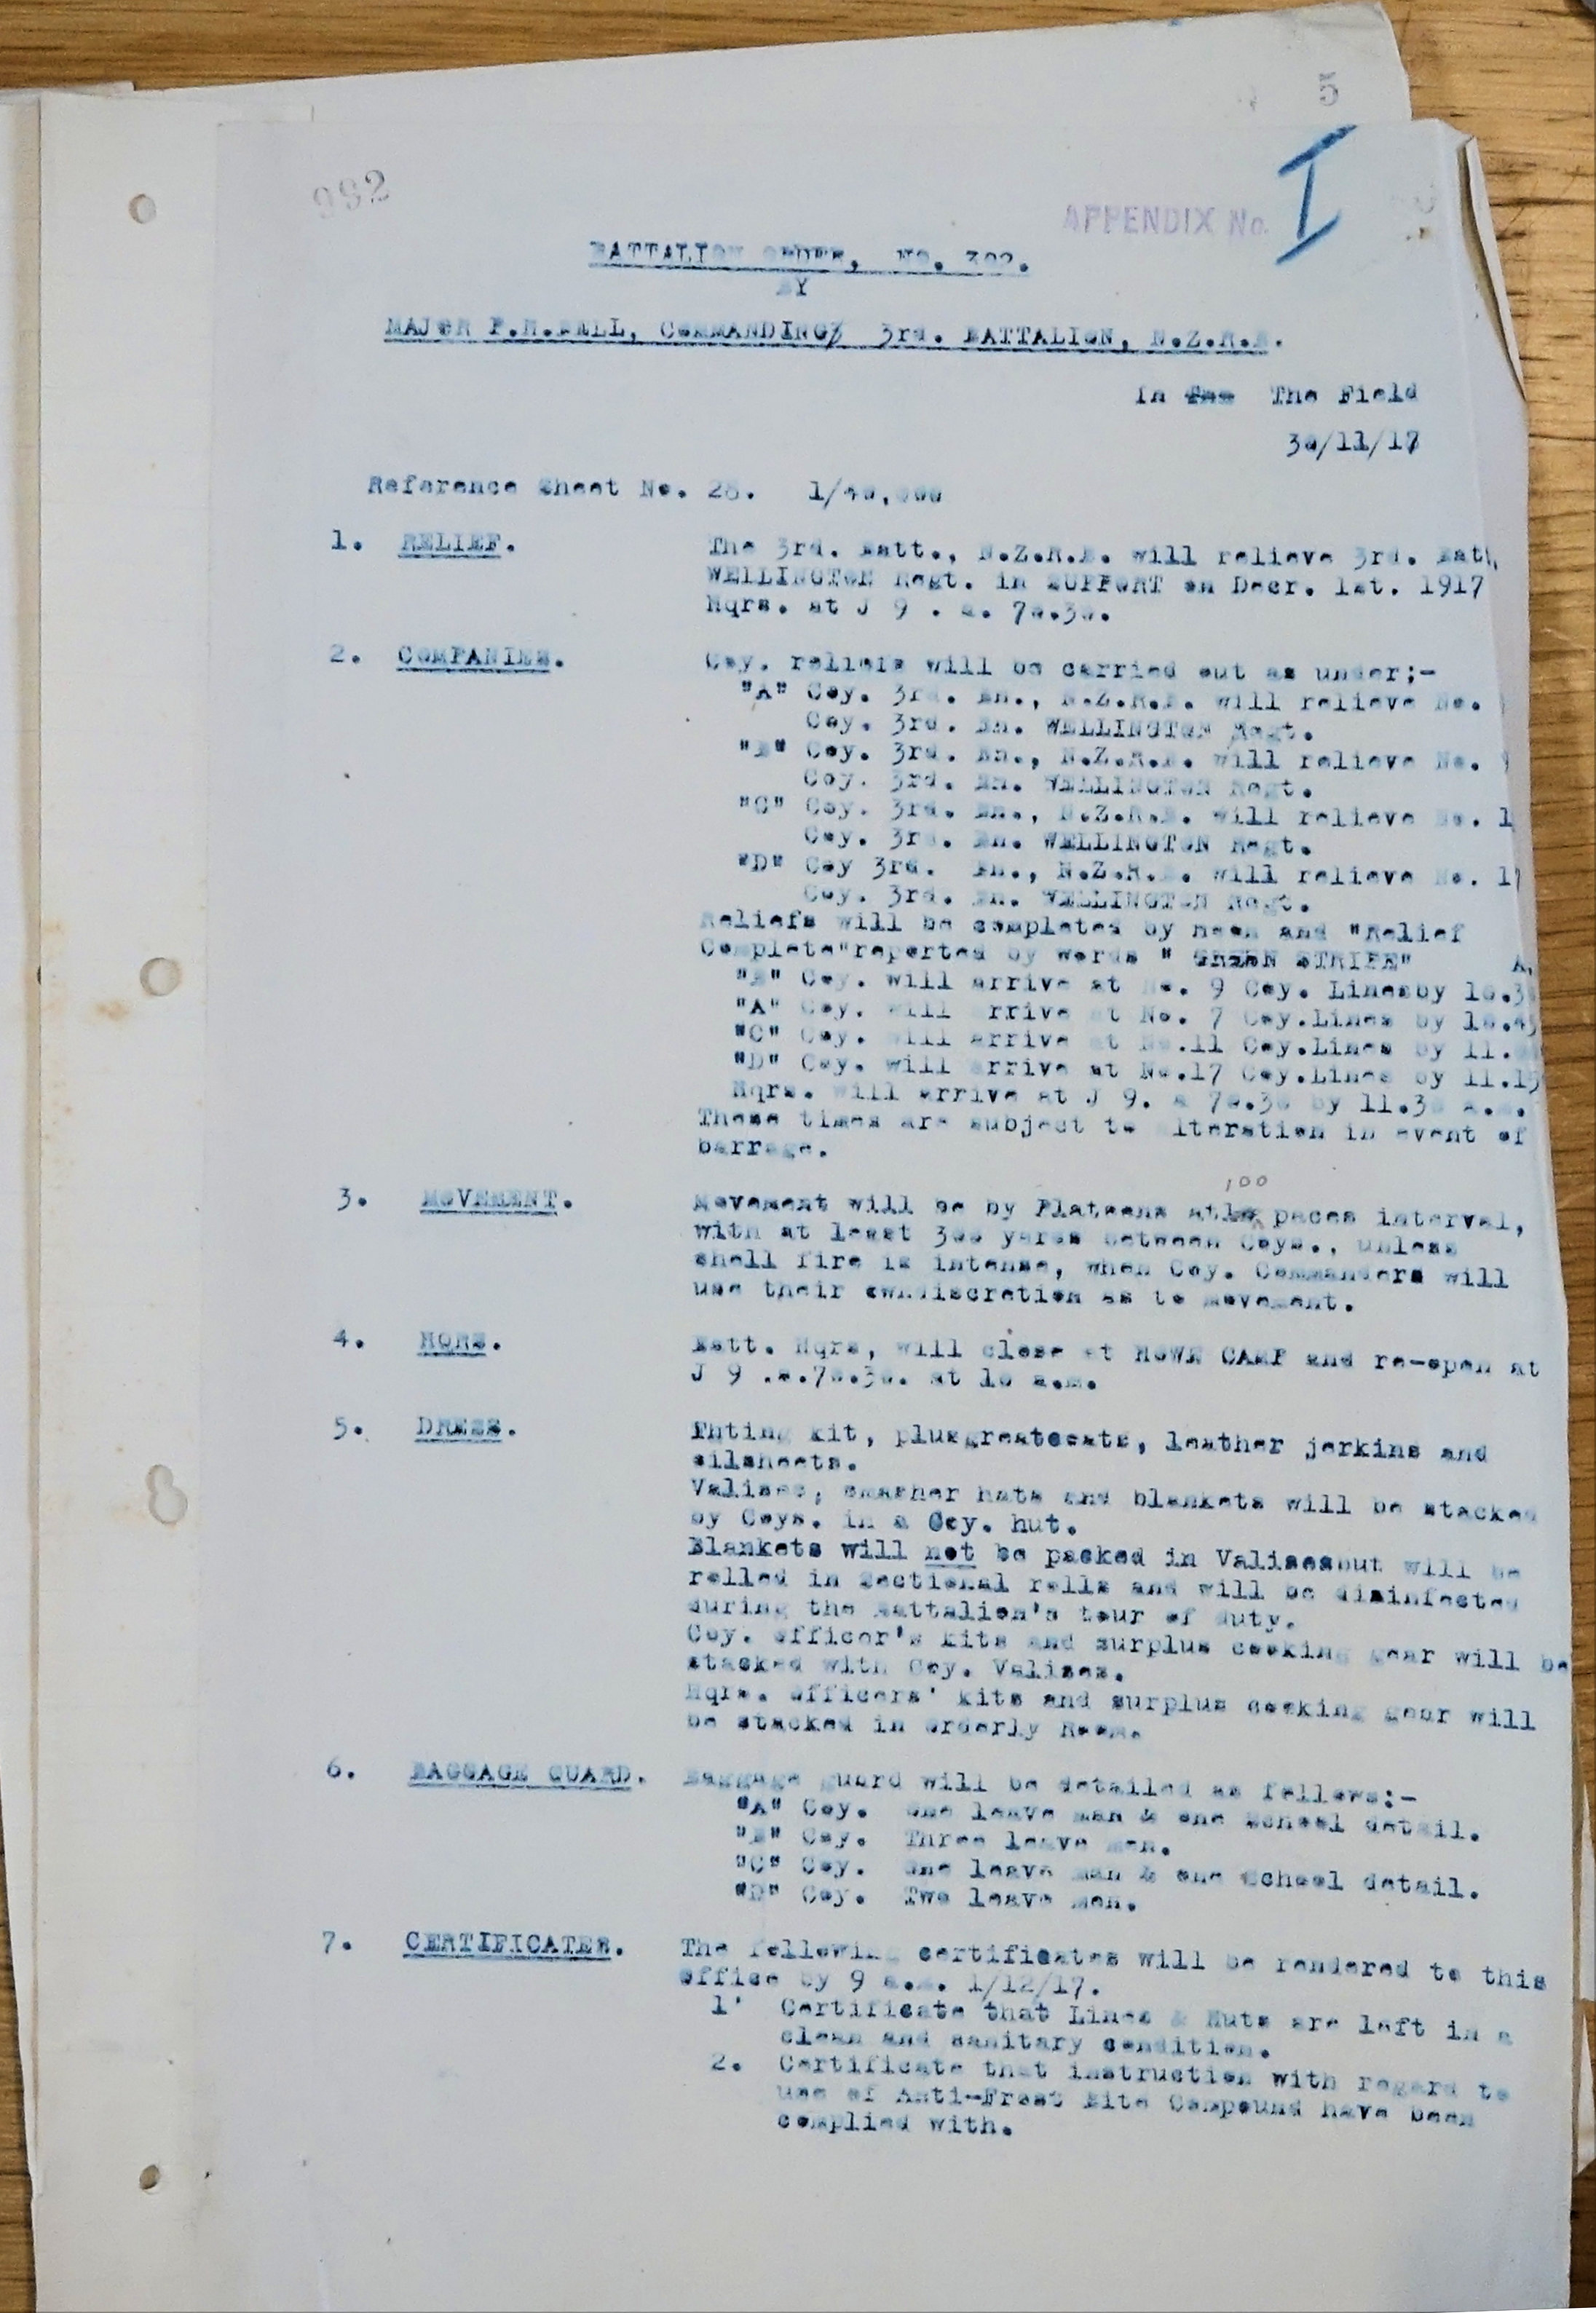 5
992
APPENDIX No. I
BATTALION ORDER, NO. 302.
BY
MAJOR P.H.BELL, COMMANDING 3rd. BATTALION, N.Z.R.B.
In The The Field
30/11/17
Reference Sheet No. 28. 1/40,000
1. RELIEF. The 3rd. Batt., N.Z.R.B. will relieve 3rd. Batt,
WELLINGTON Regt. in SUPPORT on Decr. 1st. 1917
Hqrs. at J 9 . a. 70.30.
2. COMPANIES. Coy. reliefs will be carried out as under;-
"A" Coy. 3rd. Bn., N.Z.R.B. will relieve No.
Coy. 3rd. Bn. WELLINGTON Regt.
"B" Coy. 3rd. Bn., N.Z.R.B. will relieve No.
Coy. 3rd. Bn. WELLINGTON Regt.
"C" Coy. 3rd. Bn., N.Z.R.B. will relieve No. 1
Coy. 3rd. Bn. WELLINGTON Regt.
"D" Coy 3rd. Bn., N.Z.R.B. will relieve No. 17
Coy. 3rd. Bn. WELLINGTON Regt.
Reliefs will be completed by Noon and "Relief
Complete"reported by words " GREEN STRIPE" A.
"B" Coy. will arrive at No. 9 Coy. Linesby 10.30
"A" Coy. will arrive at No. 7 Coy.Lines by 10.45
"C" Coy. will arrive at No.11 Coy.Lines by 11.
"D" Coy. will arrive at No.17 Coy.Lines by 11.15
Hqrs. will arrive at J 9. a 70.30 by 11.30 a.m.
These times are subject to alteration in event of
barrage.
3. MOVEMENT. Movement will be by Platoons at 100 paces interval,
with at least 300 yards between Coys., unless
shell fire is intense, when Coy. Commanders will
use their owndiscretion as to movement.
4. HQRS. Batt. Hqrs, will close at HOWE CAMP and re-open at
J 9 .a.70.30. at 10 a.m.
5. DRESS. Fhting kit, plusgreatcoats, leather jerkins and
oilsheets.
Valises, smasher hats and blankets will be stacked
by Coys. in a Coy. hut.
Blankets will not be packed in Valisesbut will be
rolled in Sectional rolls and will be disinfected
during the Battalion's tour of duty.
Coy. officer's kits and surplus cooking gear will be
stacked with Coy. Valises.
Hqrs. officers' kits and surplus cooking gear will
be stacked in Orderly Room.
6. BAGGAGE GUARD. Baggage guard will be detailed as follows:-
"A" Coy. One leave man & one School detail.
"B" Coy. Three leave men.
"C" Coy. One leave man & one School detail.
"D" Coy. Two leave men.
7. CERTIFICATES. The following certificates will be rendered to this
office by 9 a.m. 1/12/17.
1' Certificate that Lines & Huts are left in a
clean and sanitary condition.
2. Certificate that instruction with regard to
use of Anti-Frost Bite Compound have been
complied with.